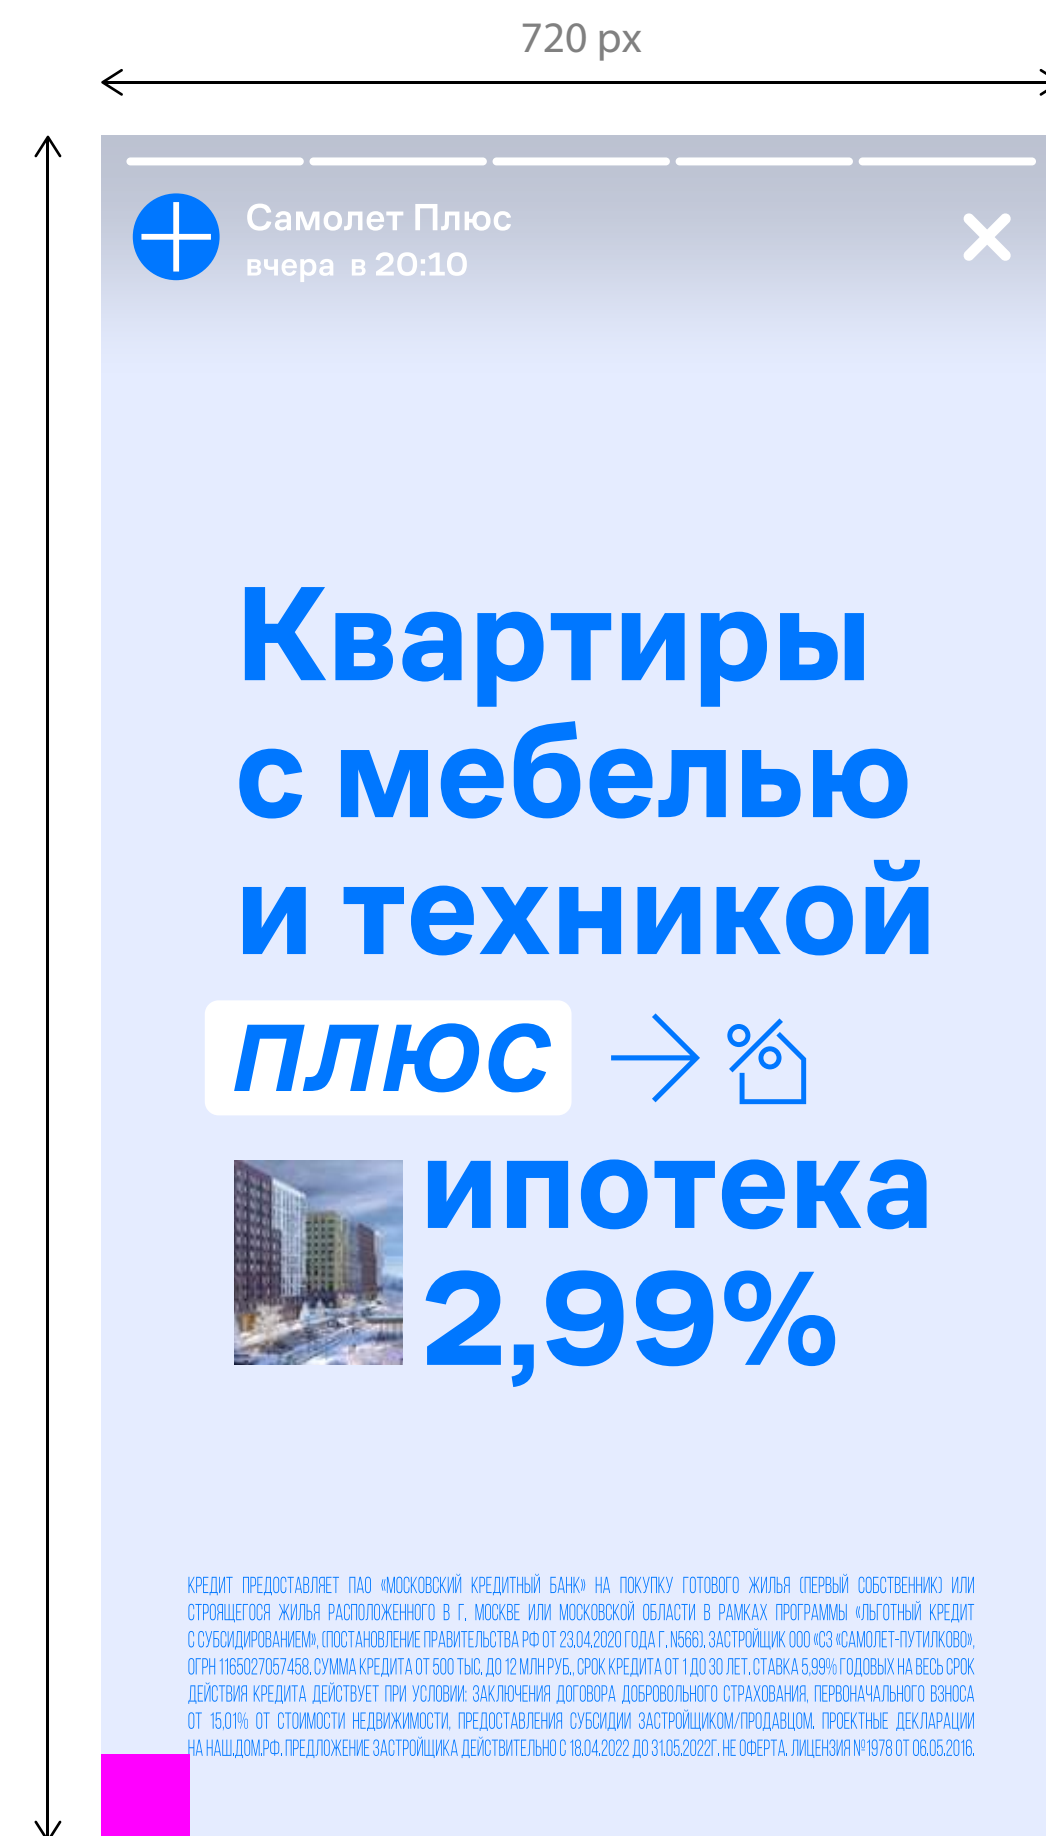 720 px
Самолет Плюс
вчера в 20:10
Квартиры
с мебелью
и техникой
ПЛЮС
ипотека
2,99%
КРЕДИТ ПРЕДОСТАВЛЯЕТ ПАО «МОСКОВСКИЙ КРЕДИТНЫЙ БАНК» НА ПОКУПКУ ГОТОВОГО ЖИЛЬЯ (ПЕРВЫЙ СОБСТВЕННИК) ИЛИ
СТРОЯЩЕГОСЯ ЖИЛЬЯ РАСПОЛОЖЕННОГО В Г. МОСКВЕ ИЛИ МОСКОВСКОЙ ОБЛАСТИ В РАМКАХ ПРОГРАММЫ «ЛЬГОТНЫЙ КРЕДИТ
С СУБСИДИРОВАНИЕМ», (ПОСТАНОВЛЕНИЕ ПРАВИТЕЛЬСТВА РФ ОТ 23.04.2020 ГОДА Г. N566). ЗАСТРОЙЩИК ООО «СЗ «САМОЛЕТ-ПУТИЛКОВО»,
ОГРН 1165027057458. СУММА КРЕДИТА ОТ 500 ТЫС. ДО 12 МЛН РУБ., СРОК КРЕДИТА ОТ 1 ДО 30 ЛЕТ. СТАВКА 5,99% ГОДОВЫХ НА ВЕСЬ СРОК
ДЕЙСТВИЯ КРЕДИТА ДЕЙСТВУЕТ ПРИ УСЛОВИИ: ЗАКЛЮЧЕНИЯ ДОГОВОРА ДОБРОВОЛЬНОГО СТРАХОВАНИЯ, ПЕРВОНАЧАЛЬНОГО ВЗНОСА
ОТ 15,01% ОТ СТОИМОСТИ НЕДВИЖИМОСТИ, ПРЕДОСТАВЛЕНИЯ СУБСИДИИ ЗАСТРОЙЩИКОМ/ПРОДАВЦОМ. ПРОЕКТНЫЕ ДЕКЛАРАЦИИ
НА НАШ.ДОМ.РФ. ПРЕДЛОЖЕНИЕ ЗАСТРОЙЩИКА ДЕЙСТВИТЕЛЬНО С 18.04.2022 ДО 31.05.2022Г. НЕ ОФЕРТА. ЛИЦЕНЗИЯ №1978 ОТ 06.05.2016.